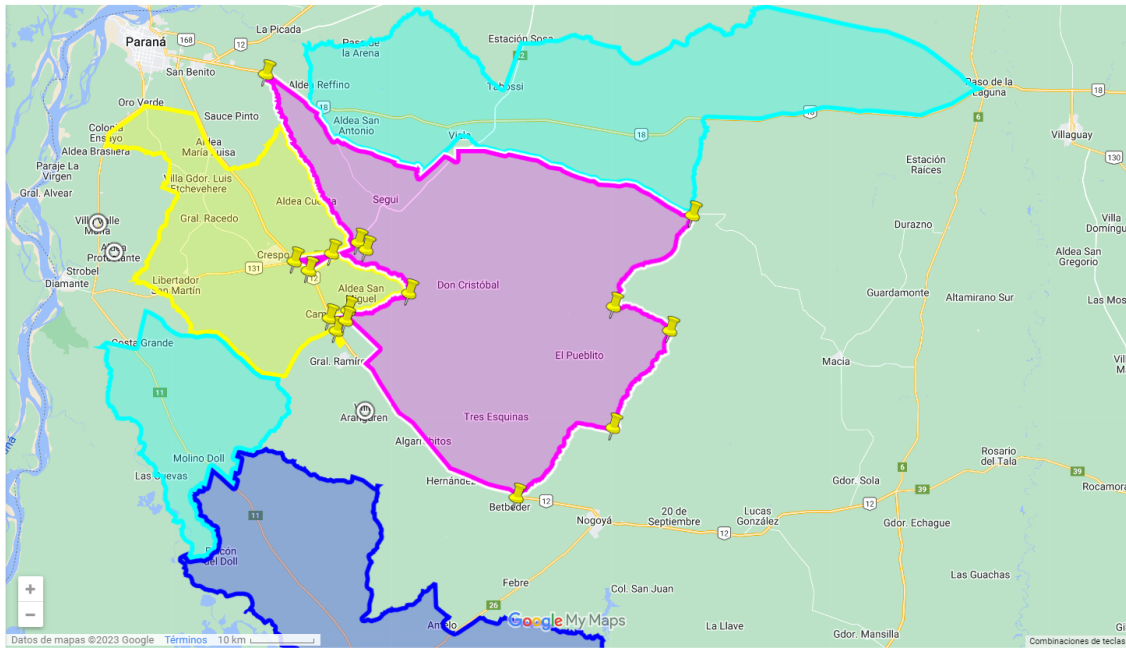 La Picada
Paraná
168
12
Paso de
la Arena
Estación Sosa
32
San Benito
Aldea Reffino
Tabossi
Paso de la
Laguna
18
Oro Verde
Sauce Pinto
18
Aldea San
Antonio
Viale
18
6
Villaguay
Colonia
Ensayo
Aldea Brasilera
Aldea
María Luisa
130
Paraje La
Virgen
Estación
Raíces
Gral. Alvear
Villa Gdor. Luis
Etchevehere
Aldea
Segui
Gral. Racedo
Villa
Durazno
Aldea San
Gregorio
Crespo
131
12
Strobel
Diamante
Libertador
San Martín
Aldea San
Don Cristóbal
Guardamonte
Altamirano Sur
Las Mos
Costa Grande
Gral.
El Pueblito
Macia
11
Aranguren
Tres Esquinas
Molino Doll
Las Cuevas
Hernández
Rosario
del Tala
6
39
39
Rocamora
Betbeder
12
Gdor. Sola
12
11
Nogoyá
20 de
Septiembre
Lucas
González
12
Gdor. Echague
del Doll
Las Guachas
Febre
Col. San Juan
26
La Llave
Gdor. Mansilla
+
−
Google My Maps
Datos de mapas ©2023 Google
Términos
10 km
Combinaciones de teclas